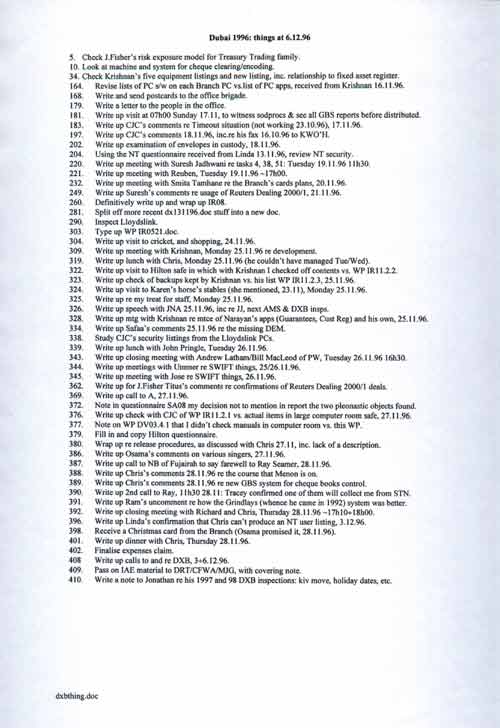 Dubai 1996: things at 6.12.96
5. Check J.Fisher's risk exposure model for Treasury Trading family.
10. Look at machine and system for cheque clearing/encoding.
34. Check Krishnan's five equipment listings and new listing, inc. relationship to fixed asset register.
164. Revise lists of PC s/w on each Branch PC vs.list of PC apps, received from Krishnan 16.11.96.
168. Write and send postcards to the office brigade.
179. Write a letter to the people in the office.
181. Write up visit at 07h00 Sunday 17.11, to witness sodprocs & see all GBS reports before distributed.
183. Write up CJC's comments re Timeout situation (not working 23.10.96), 17.11.96.
197. Write up CJC's comments 18.11.96, inc.re his fax 16.10.96 to KWO'H.
202. Write up examination of envelopes in custody, 18.11.96.
204. Using the NT questionnaire received from Linda 13.11.96, review NT security.
220. Write up meeting with Suresh Jadhwani re tasks 4, 38, 51: Tuesday 19.11.96 11h30.
221. Write up meeting with Reuben, Tuesday 19.11.96 ~17h00.
232. Write up meeting with Smita Tamhane re the Branch's cards plans, 20.11.96.
249. Write up Suresh's comments re usage of Reuters Dealing 2000/1, 21.11.96.
260. Definitively write up and wrap up IR08.
281. Split off more recent dx131196.doc stuff into a new doc.
290. Inspect Lloydslink.
303. Type up WP IR0521.doc.
304. Write up visit to cricket, and shopping, 24.11.96.
309. Write up meeting with Krishnan, Monday 25.11.96 re development.
319. Write up lunch with Chris, Monday 25.11.96 (he couldn't have managed Tue/Wed).
322. Write up visit to Hilton safe in which with Krishnan I checked off contents vs. WP IR11.2.2.
323. Write up check of backups kept by Krishnan vs. his list WP IR11.2.3, 25.11.96.
324. Write up visit to Karen's horse's stables (she mentioned, 23.11), Monday 25.11.96.
325. Write up re my treat for staff, Monday 25.11.96.
326. Write up speech with JNA 25.11.96, inc re JJ, next AMS & DXB insps.
328. Write up mtg with Krishnan re mtce of Narayan's apps (Guarantees, Cust Reg) and his own, 25.11.96.
334. Write up Safaa's comments 25.11.96 re the missing DEM.
338. Study CJC's security listings from the Lloydslink PCs.
339. Write up lunch with John Pringle, Tuesday 26.11.96.
343. Write up closing meeting with Andrew Latham/Bill MacLeod of PW, Tuesday 26.11.96 16h30.
344. Write up meetings with Ummer re SWIFT things, 25/26.11.96.
345. Write up meeting with Jose re SWIFT things, 26.11.96.
362. Write up for J.Fisher Titus's comments re confirmations of Reuters Dealing 2000/1 deals.
369. Write up call to A, 27.11.96.
372. Note in questionnaire SA08 my decision not to mention in report the two pleonastic objects found.
376. Write up check with CJC of WP IR11.2.1 vs. actual items in large computer room safe, 27.11.96.
377. Note on WP DV03.4.1 that I didn't check manuals in computer room vs. this WP.
379. Fill in and copy Hilton questionnaire.
380. Wrap up re release procedures, as discussed with Chris 27.11, inc. lack of a description.
386. Write up Osama's comments on various singers, 27.11.96.
387. Write up call to NB of Fujairah to say farewell to Ray Seamer, 28.11.96.
388. Write up Chris's comments 28.11.96 re the course that Menon is on.
389. Write up Chris's comments 28.11.96 re new GBS system for cheque books control.
390. Write up 2nd call to Ray, 11h30 28.11: Tracey confirmed one of them will collect me from STN.
391. Write up Ram's uncomment re how the Grindlays (whence he came in 1992) system was better.
392. Write up closing meeting with Richard and Chris, Thursday 28.11.96 ~17h10+18h00.
396. Write up Linda's confirmation that Chris can't produce an NT user listing, 3.12.96.
398. Receive a Christmas card from the Branch (Osama promised it, 28.11.96).
401. Write up dinner with Chris, Thursday 28.11.96.
402. Finalise expenses claim.
408 Write up calls to and re DXB, 3+6.12.96.
409. Pass on IAE material to DRT/CFWA/MJG, with covering note.
410. Write a note to Jonathan re his 1997 and 98 DXB inspections: kiv move, holiday dates, etc.
dxbthing.doc